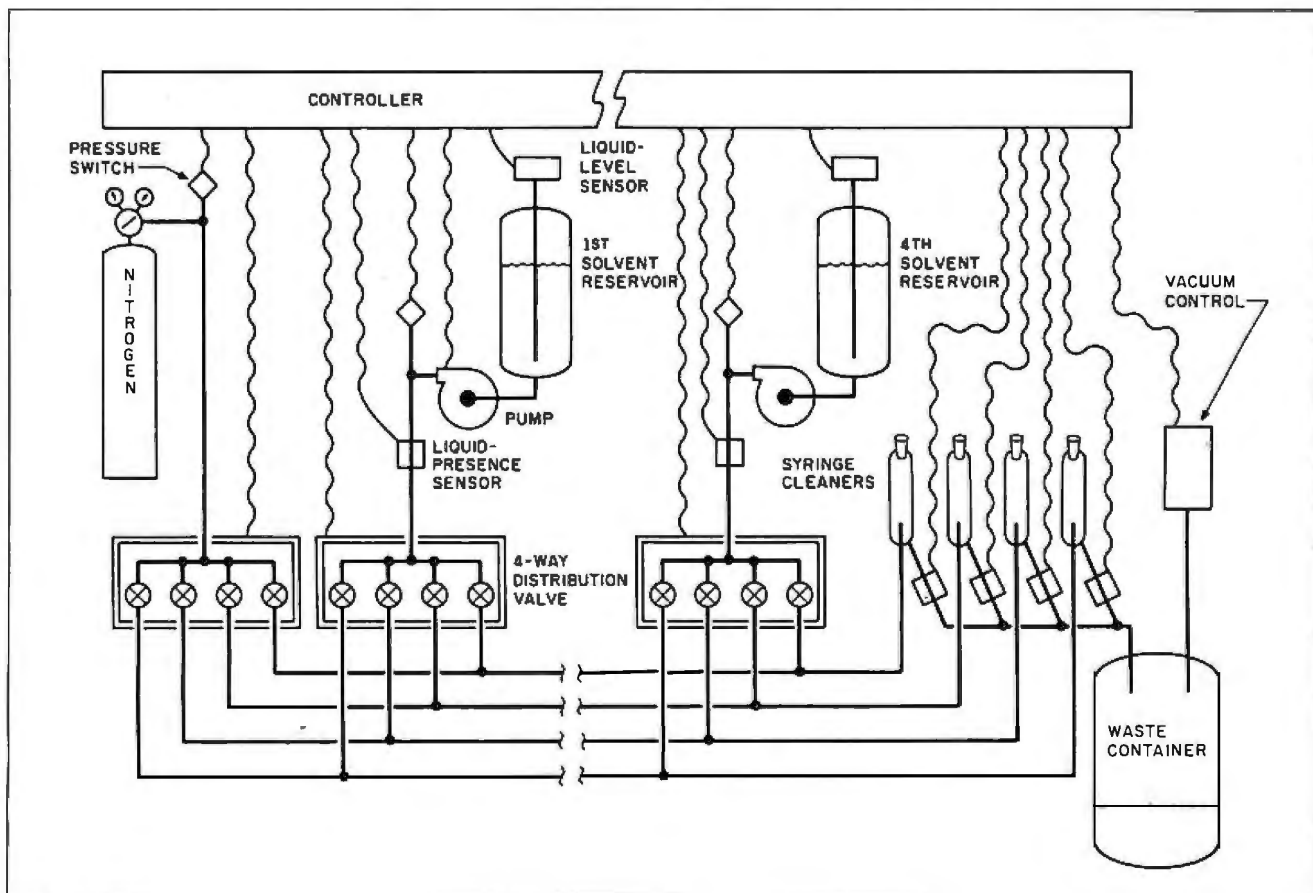 CONTROLLER
PRESSURE
SWITCH
LIQUID-
LEVEL
SENSOR
NITROGEN
1ST
SOLVENT
RESERVOIR
4TH
SOLVENT
RESERVOIR
VACUUM
CONTROL
PUMP
LIQUID-
PRESENCE
SENSOR
SYRINGE
CLEANERS
4-WAY
DISTRIBUTION
VALVE
WASTE
CONTAINER